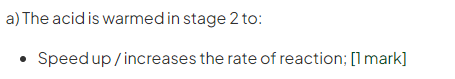 a) The acid is warmed in stage 2 to:
• Speed up / increases the rate of reaction; [1 mark]